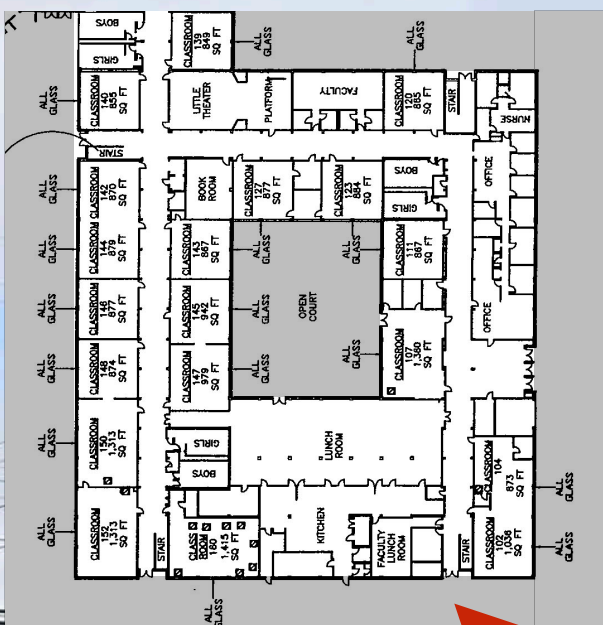 BOYS
GIRLS
CLASSROOM
139
849
SQ FT
ALL
GLASS
ALL
GLASS
ALL
GLASS
CLASSROOM
140
855
SQ FT
LITTLE
THEATER
PLATFORM
FACULTY
CLASSROOM
120
865
SQ FT
STAIR
NURSE
STAIR
ALL
GLASS
CLASSROOM
142
870
SQ FT
BOOK
ROOM
CLASSROOM
127
877
SQ FT
CLASSROOM
123
884
SQ FT
BOYS
GIRLS
OFFICE
ALL
GLASS
CLASSROOM
144
879
SQ FT
CLASSROOM
143
867
SQ FT
ALL
GLASS
ALL
GLASS
CLASSROOM
111
867
SQ FT
ALL
GLASS
CLASSROOM
146
877
SQ FT
CLASSROOM
145
942
SQ FT
ALL
GLASS
OPEN
COURT
OFFICE
ALL
GLASS
CLASSROOM
148
874
SQ FT
CLASSROOM
147
979
SQ FT
ALL
GLASS
ALL
GLASS
CLASSROOM
107
1,380
SQ FT
ALL
GLASS
CLASSROOM
150
1,313
SQ FT
GIRLS
BOYS
LUNCH
ROOM
CLASSROOM
104
873
SQ FT
ALL
GLASS
ALL
GLASS
CLASSROOM
152
1,313
SQ FT
STAIR
CLASS
ROOM
160
1,415
SQ FT
KITCHEN
FACULTY
LUNCH
ROOM
STAIR
CLASSROOM
102
1,036
SQ FT
ALL
GLASS
ALL
GLASS